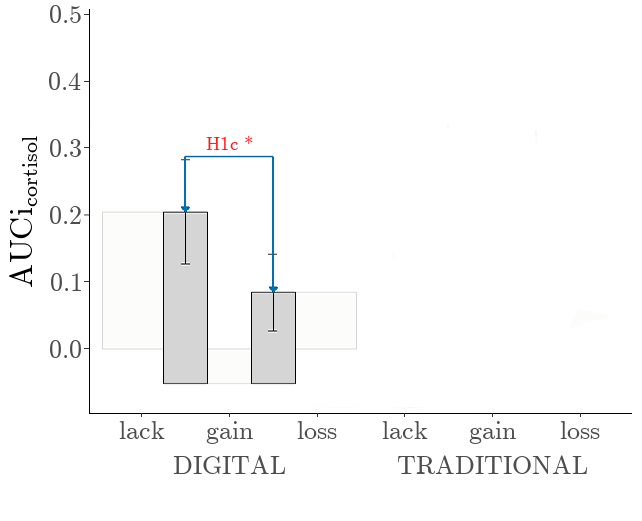 0.5
0.4
0.3
0.2
0.1
0.0
AUCi cortisol
H1c *
lack gain loss lack gain loss
DIGITAL TRADITIONAL